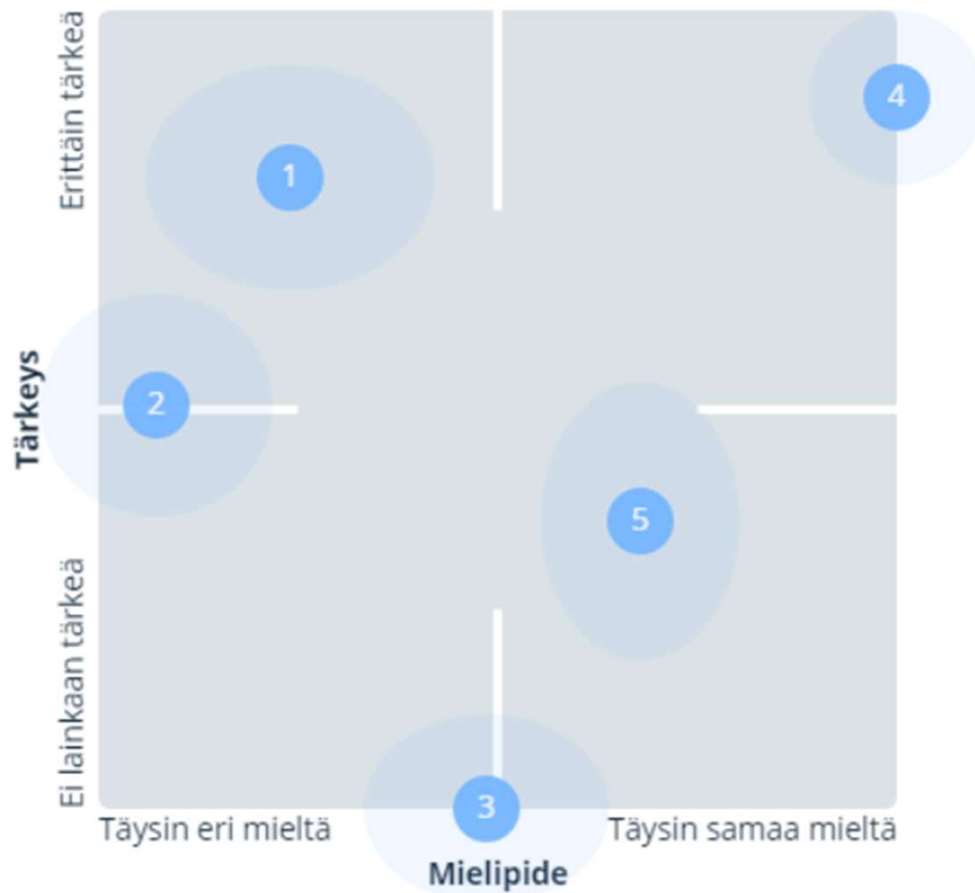 Erittäin tärkeä
4
1
Tärkeys
2
5
Ei lainkaan tärkeä
3
Täysin eri mieltä
Täysin samaa mieltä
Mielipide